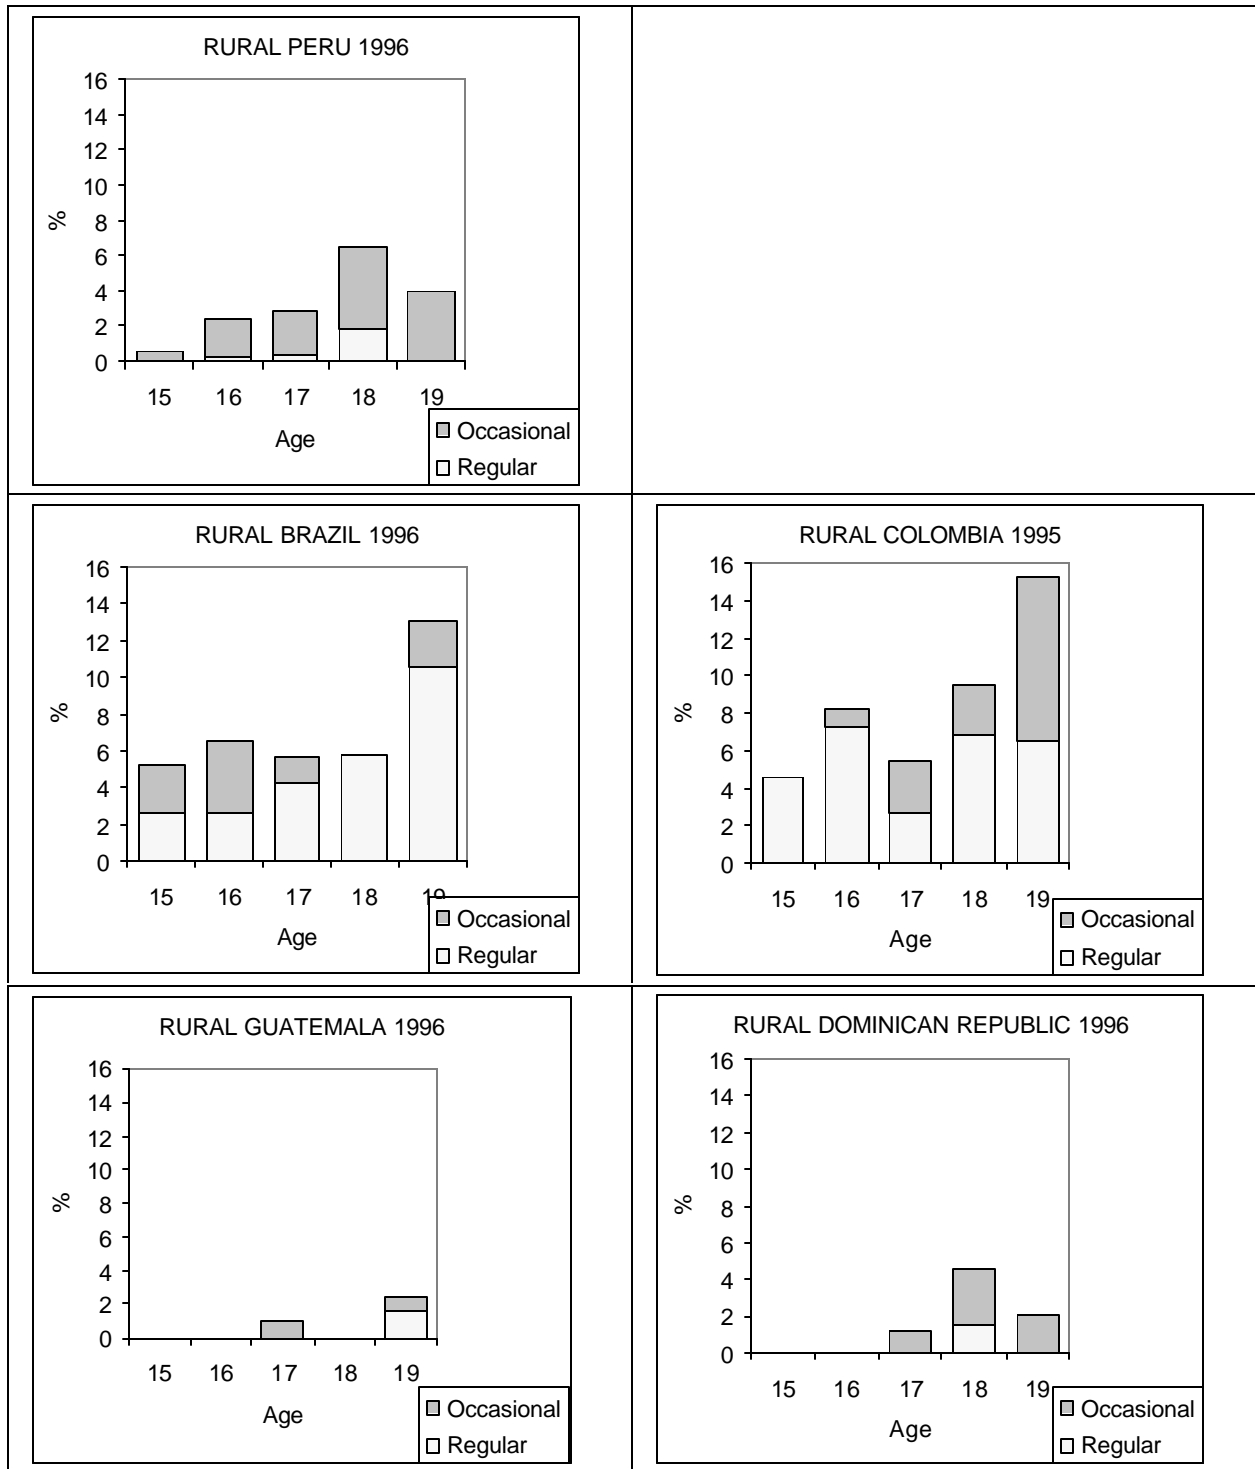 RURAL PERU 1996
16
14
12
10
8
6
4
2
0
%
15 16 17 18 19
Age
Occasional
Regular
RURAL BRAZIL 1996
16
14
12
10
8
6
4
2
0
%
15 16 17 18 19
Age
Occasional
Regular
RURAL COLOMBIA 1995
16
14
12
10
8
6
4
2
0
%
15 16 17 18 19
Age
Occasional
Regular
RURAL GUATEMALA 1996
16
14
12
10
8
6
4
2
0
%
15 16 17 18 19
Age
Occasional
Regular
RURAL DOMINICAN REPUBLIC 1996
16
14
12
10
8
6
4
2
0
%
15 16 17 18 19
Age
Occasional
Regular